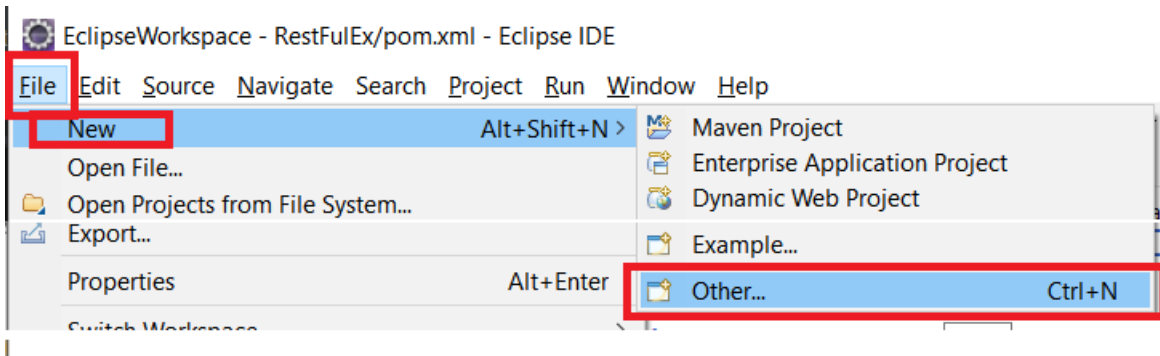 EclipseWorkspace - RestFulEx/pom.xml - Eclipse IDE
File Edit Source Navigate Search Project Run Window Help
New Alt+Shift+N >
Open File...
Open Projects from File System...
Export...
Properties Alt+Enter
Switch Workspace
Maven Project
Enterprise Application Project
Dynamic Web Project
Example...
Other... Ctrl+N